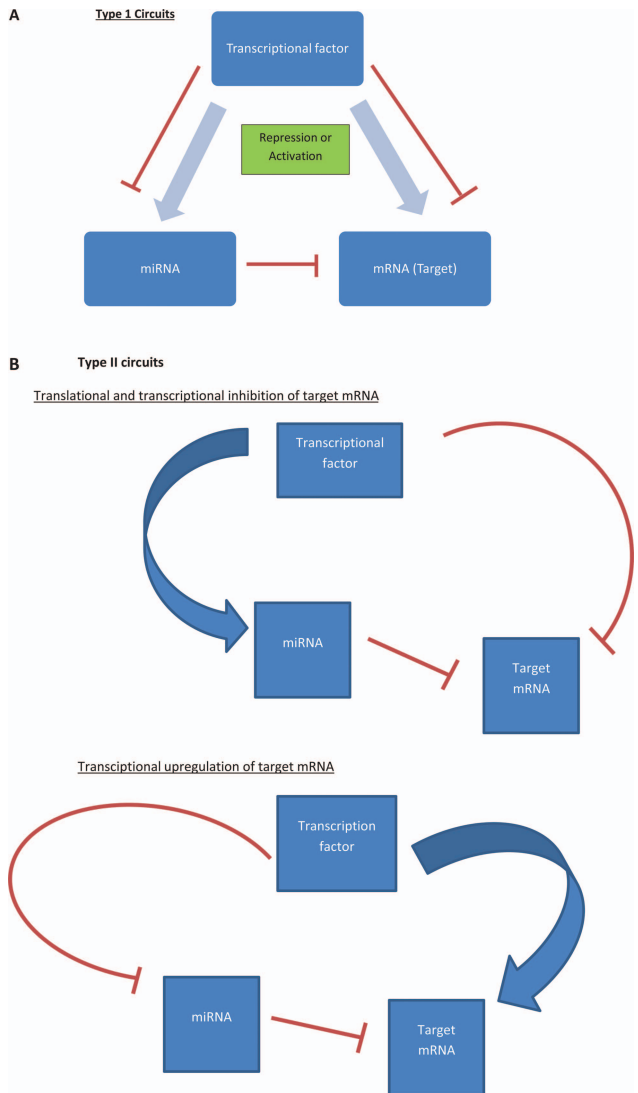 A
Type 1 Circuits
Transcriptional factor
Repression or
Activation
miRNA
mRNA (Target)
B
Type II circuits
Translational and transcriptional inhibition of target mRNA
Transcriptional
factor
miRNA
Target
mRNA
Transciptional upregulation of target mRNA
Transcription
factor
miRNA
Target
mRNA